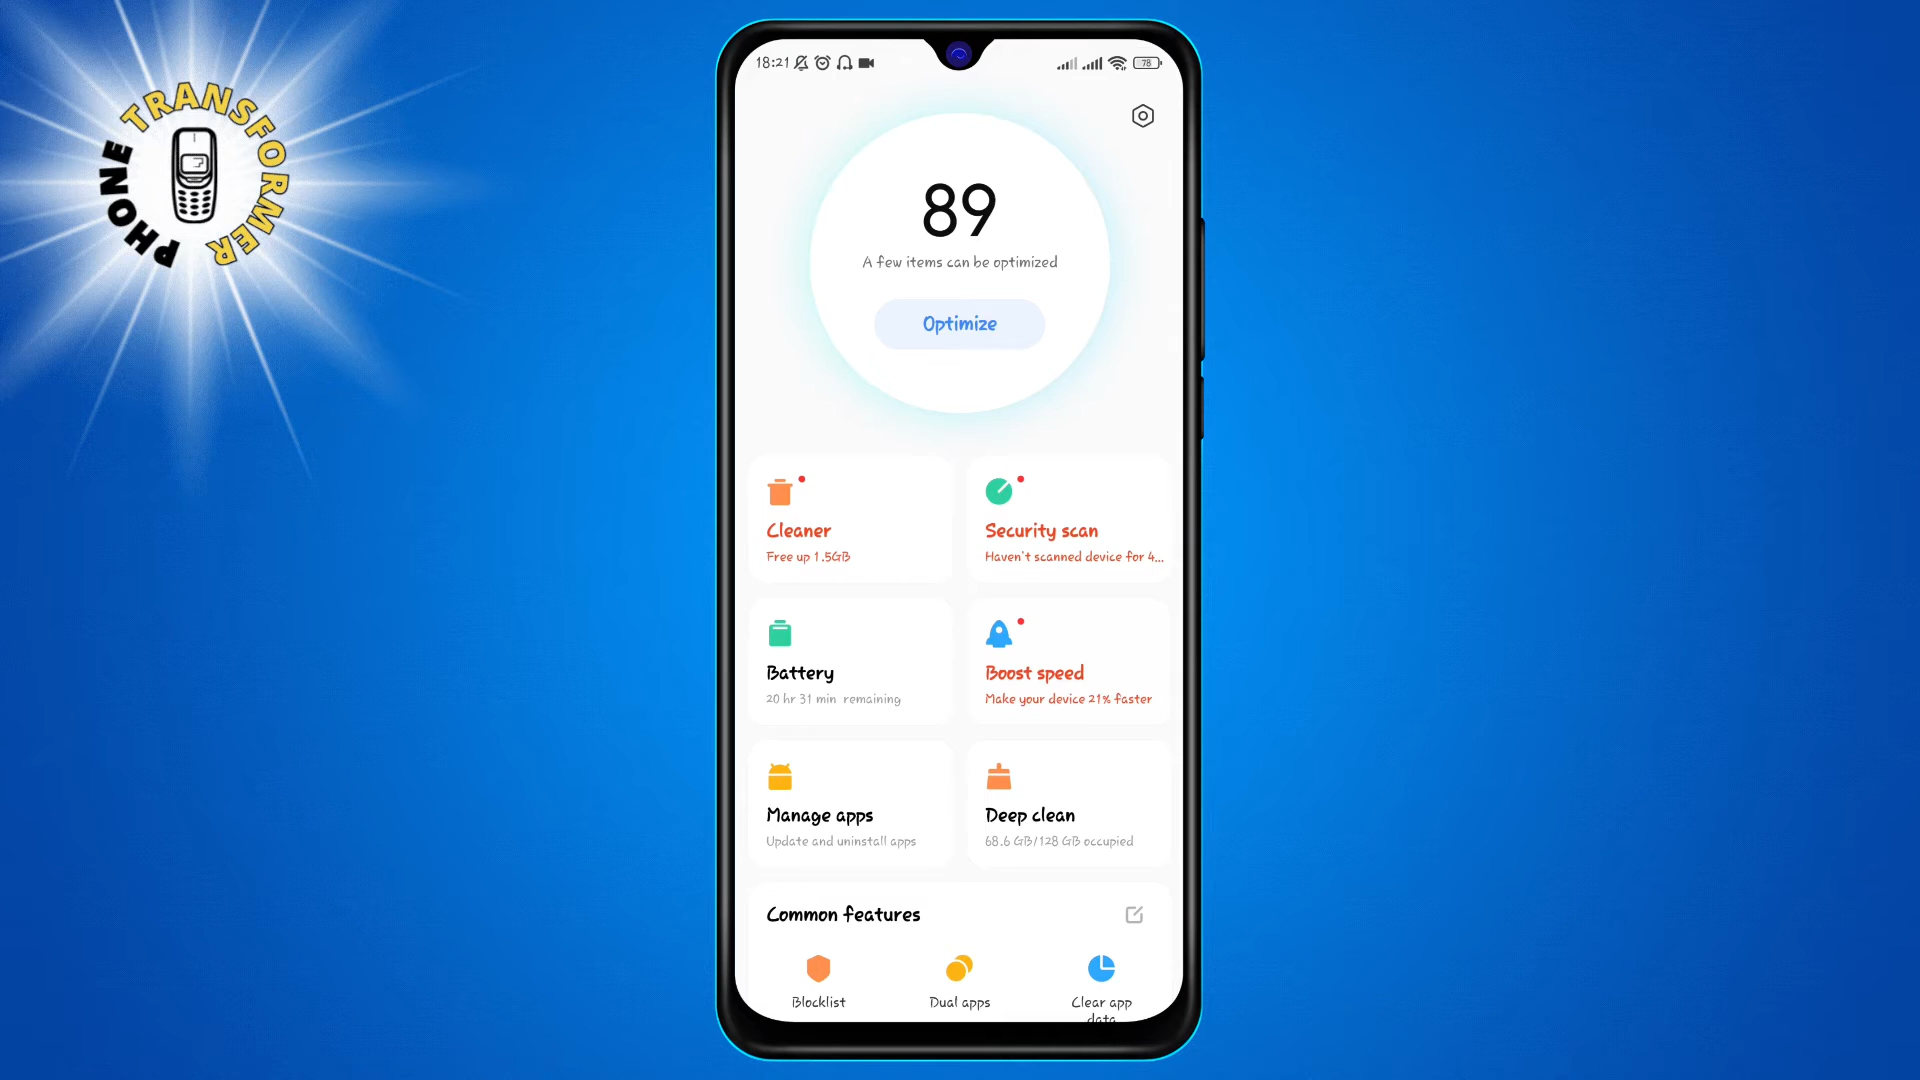 PHONE TRANSFORMER
18:21
78
89
A few items can be optimized
Optimize
Cleaner
Free up 1.5GB
Security scan
Haven't scanned device for 4...
Battery
20 hr 31 min remaining
Boost speed
Make your device 21% faster
Manage apps
Update and uninstall apps
Deep clean
68.6 GB/128 GB occupied
Common features
Blocklist
Dual apps
Clear app
data